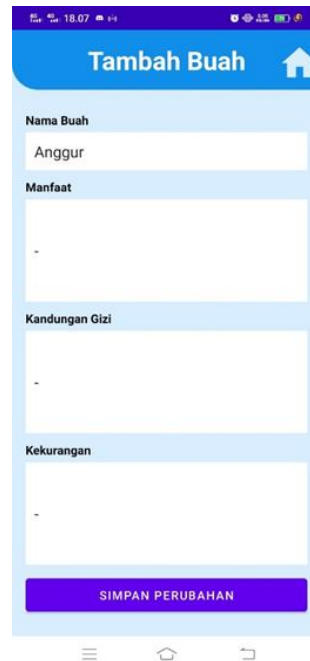 18.07
Tambah Buah
Nama Buah
Anggur
Manfaat
-
Kandungan Gizi
-
Kekurangan
-
SIMPAN PERUBAHAN